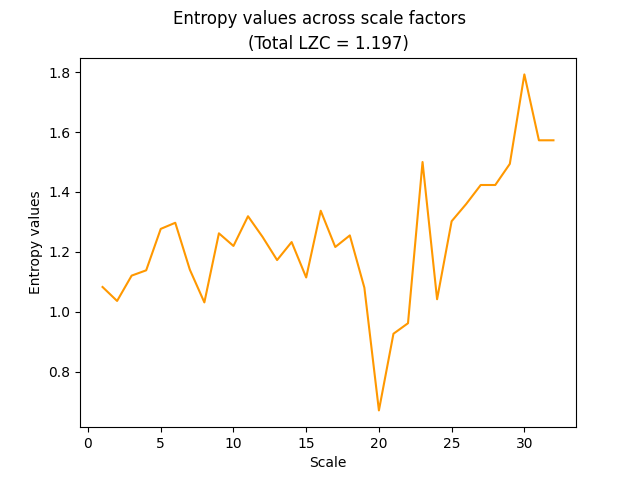 Entropy values across scale factors
(Total LZC = 1.197)
1.8
1.6
1.4
1.2
1.0
0.8
Entropy values
0 5 10 15 20 25 30
Scale